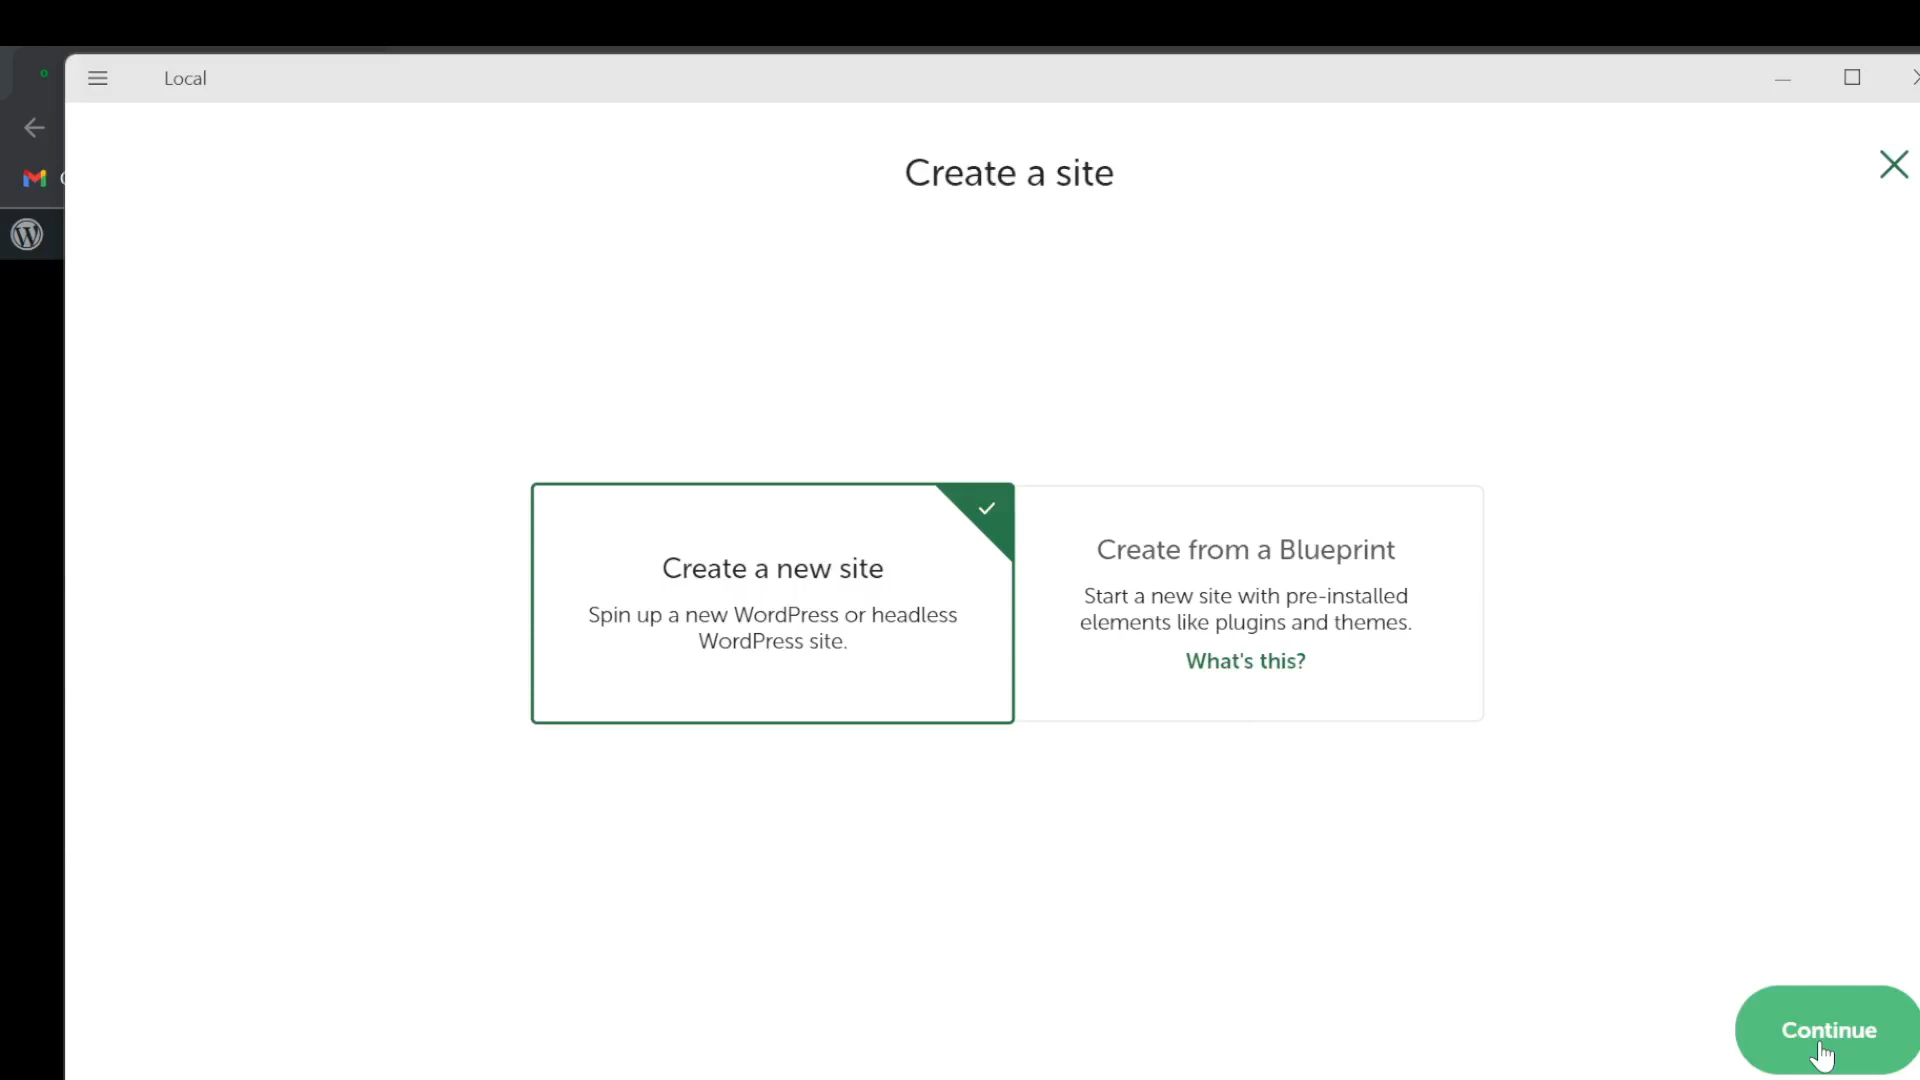 Local
Create a site
Create a new site
Spin up a new WordPress or headless
WordPress site.
Create from a Blueprint
Start a new site with pre-installed
elements like plugins and themes.
What's this?
Continue